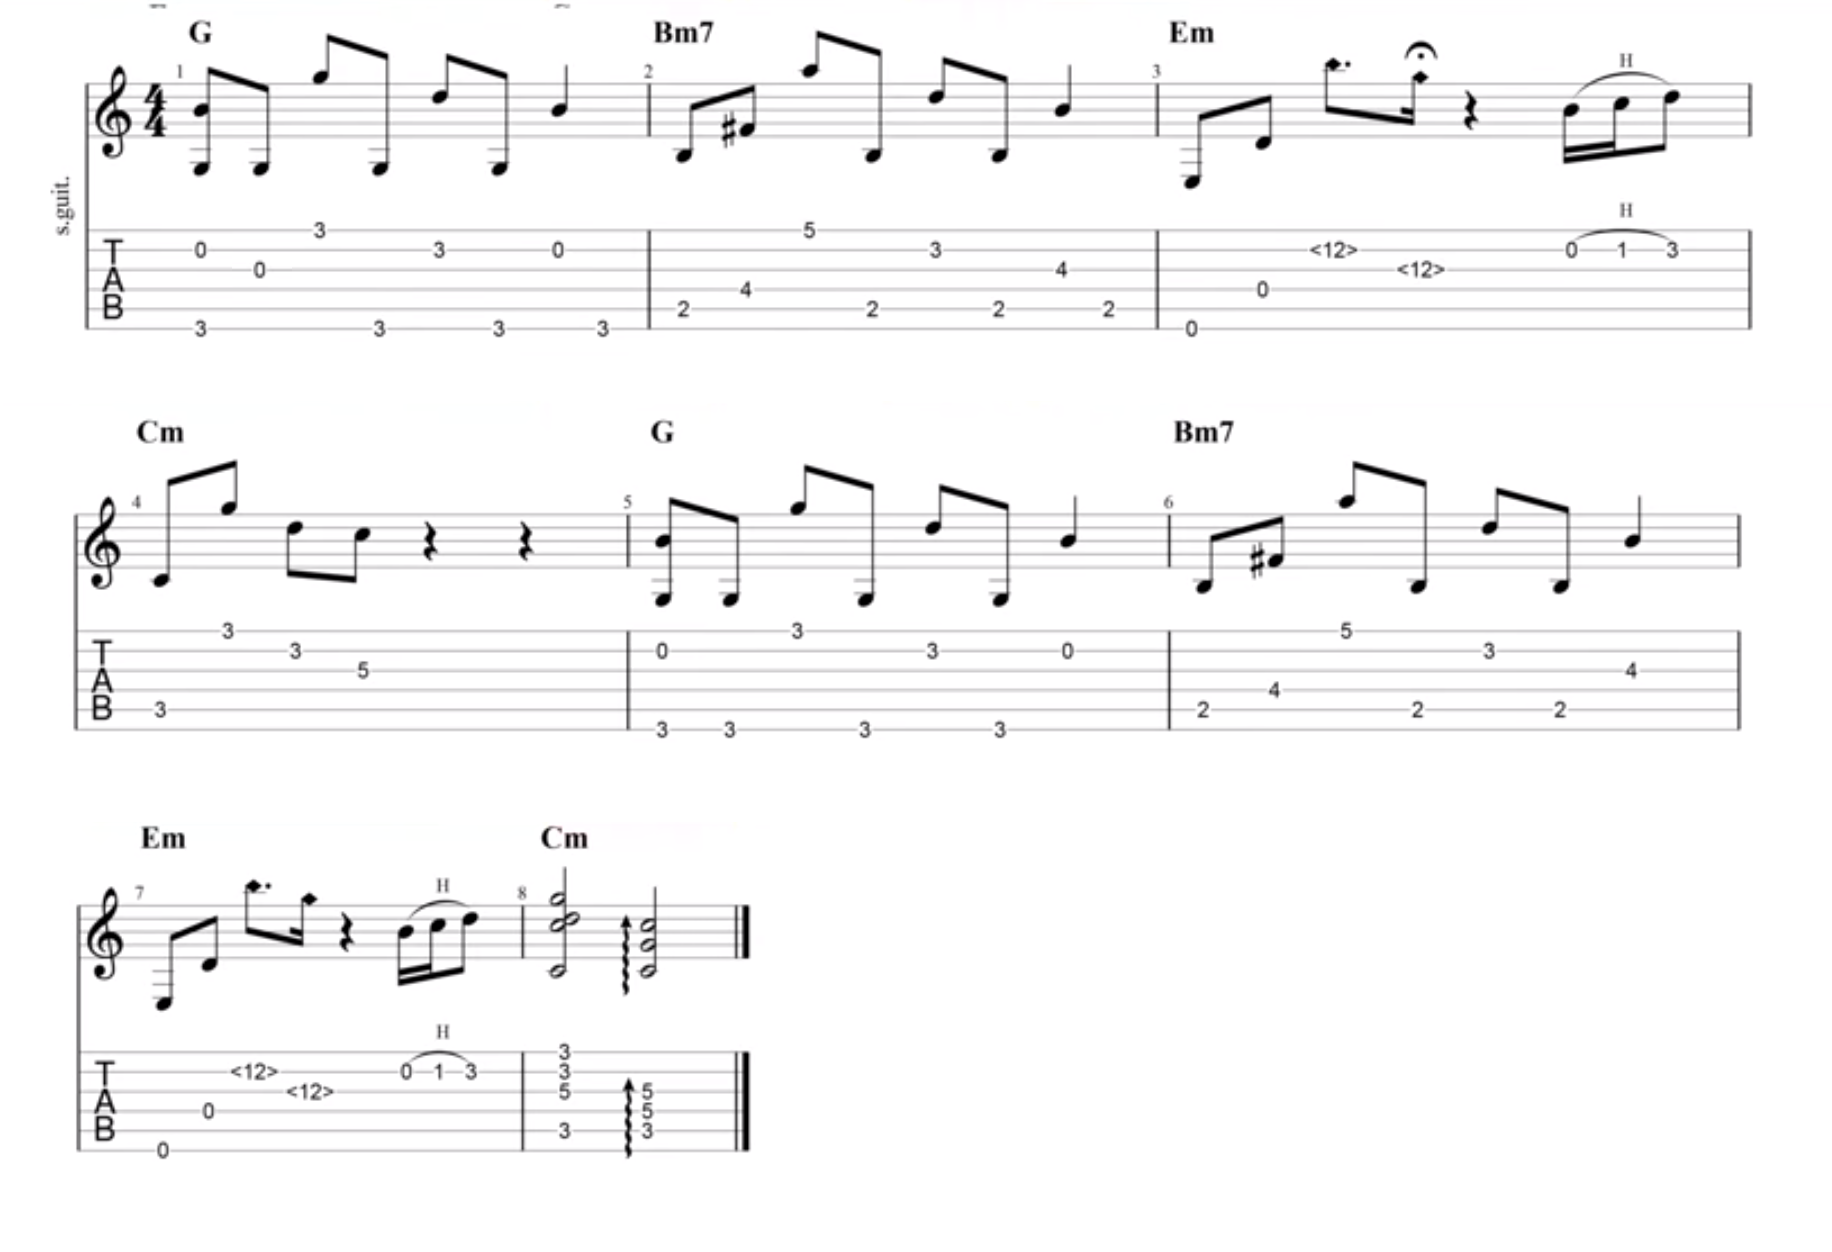 G Bm7 Em
1 2 3 H
4
4
s.guit.
H
3 5
T 0 3 0 3 <12> 0 1 3
0 4 <12>
A 4 0
B 2 2 2 2
3 3 3 3 0
Cm G Bm7
4 5 6
3 3 5
T 3 0 3 0 3
5 4
A 4
B 3 2 2 2
3 3 3 3
Em Cm
7 H 8
H
3
T <12> 0 1 3 3
<12> 5 5
A 0 5
B 3 3
0